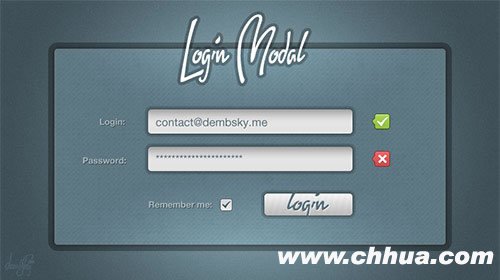 Login Modal
Login: contact@dembsky.me
Password: **********************
Remember me: login
www.chhua.com